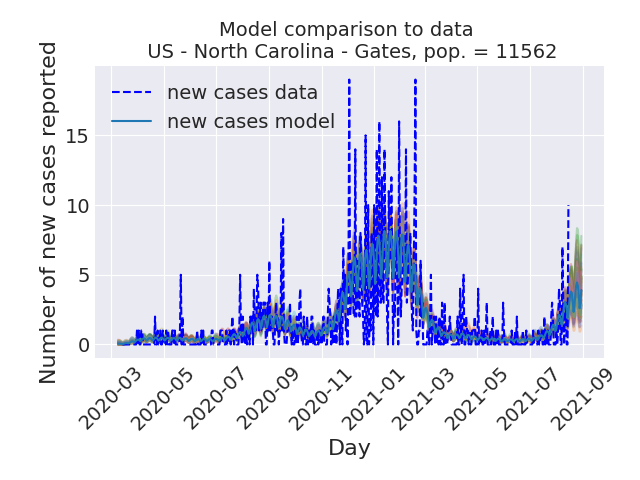 Model comparison to data
US - North Carolina - Gates, pop. = 11562
Number of new cases reported
new cases data
new cases model
15
10
5
0
2020-03
2020-05
2020-07
2020-09
2020-11
2021-01
2021-03
2021-05
2021-07
2021-09
Day